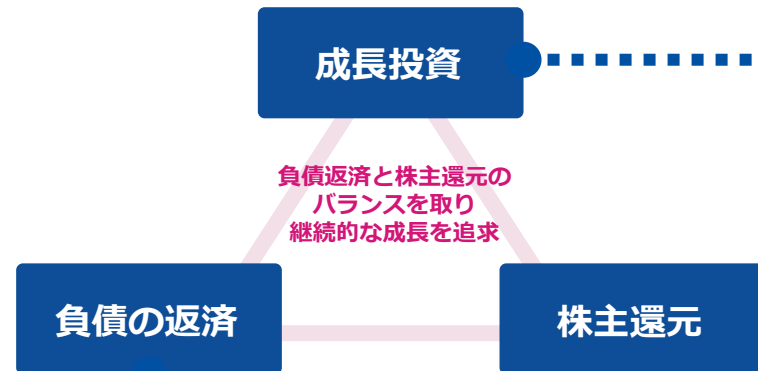 成長投資
負債返済と株主還元の
バランスを取り
継続的な成長を追求
負債の返済
株主還元